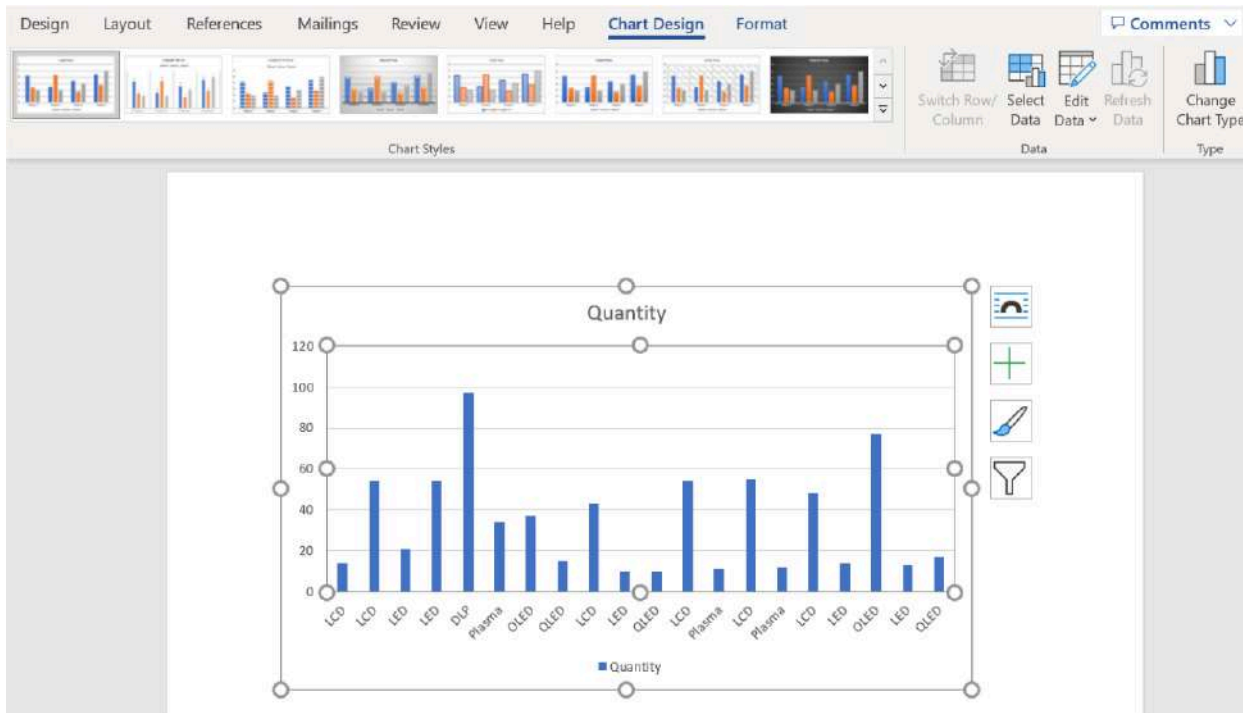 Design Layout References Mailings Review View Help Chart Design Format Comments
Switch Row/ Select Edit Refresh Change
Column Data Data Data Chart Type
Chart Styles Data Type
Quantity
120
100
80
60
40
20
0
LCD LCD LED LED DLP Plasma OLED QLED LCD LED QLED LCD Plasma LCD Plasma LCD LED OLED LED QLED
Quantity